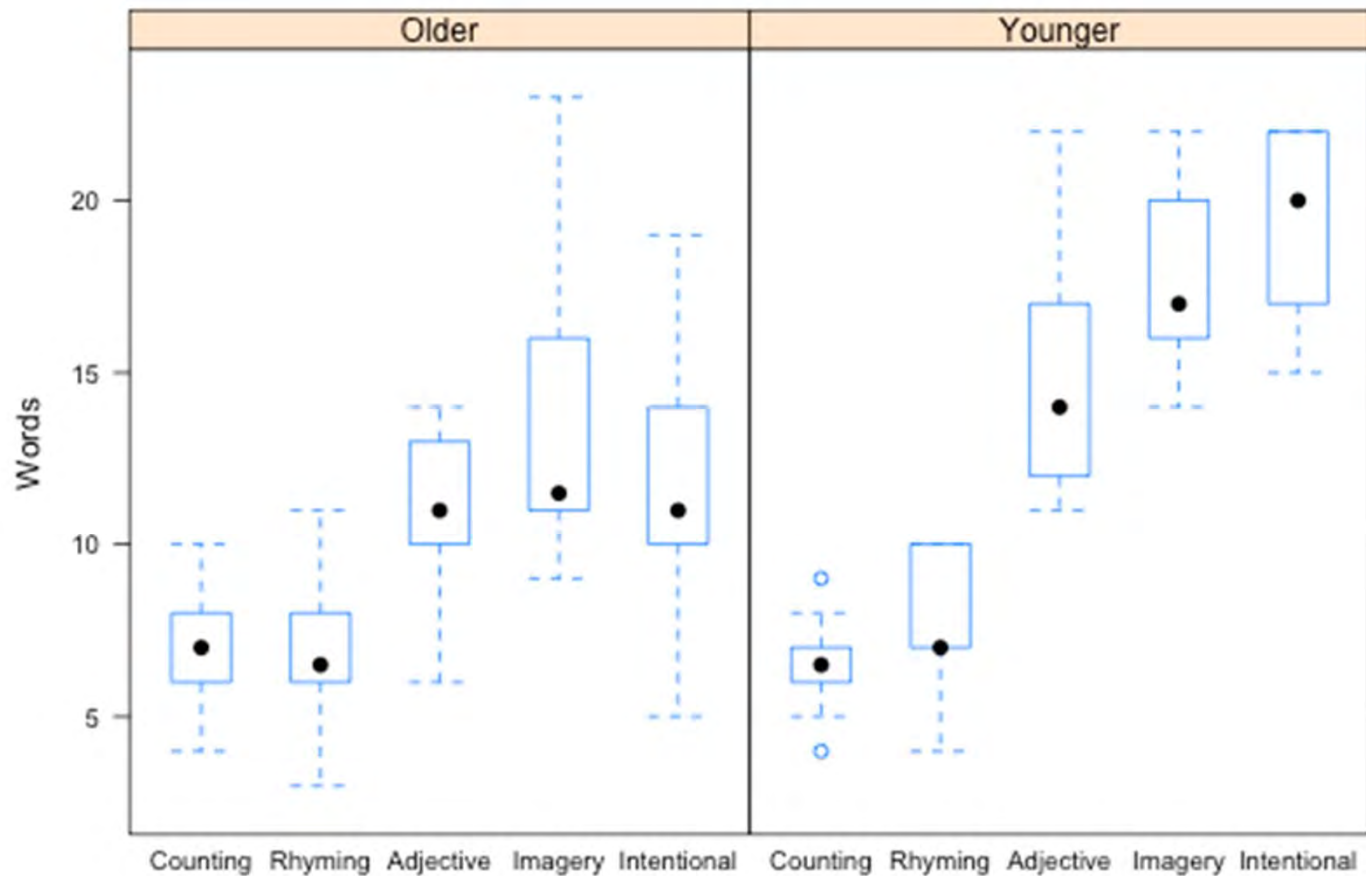 Older Younger
Words
20
15
10
5
Counting Rhyming Adjective Imagery Intentional Counting Rhyming Adjective Imagery Intentional